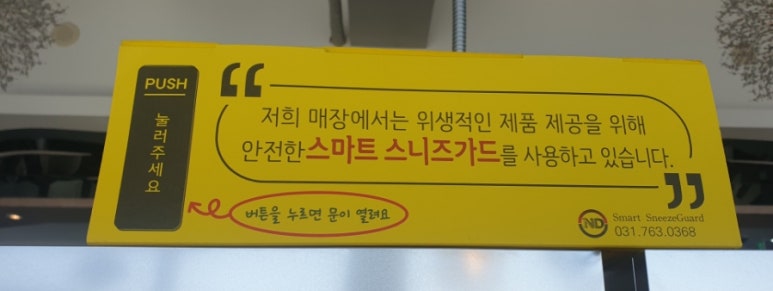 PUSH
눌러주세요
저희 매장에서는 위생적인 제품 제공을 위해
안전한 스마트 스니즈가드를 사용하고 있습니다.
버튼을 누르면 문이 열려요
ND
Smart SneezeGuard
031.763.0368